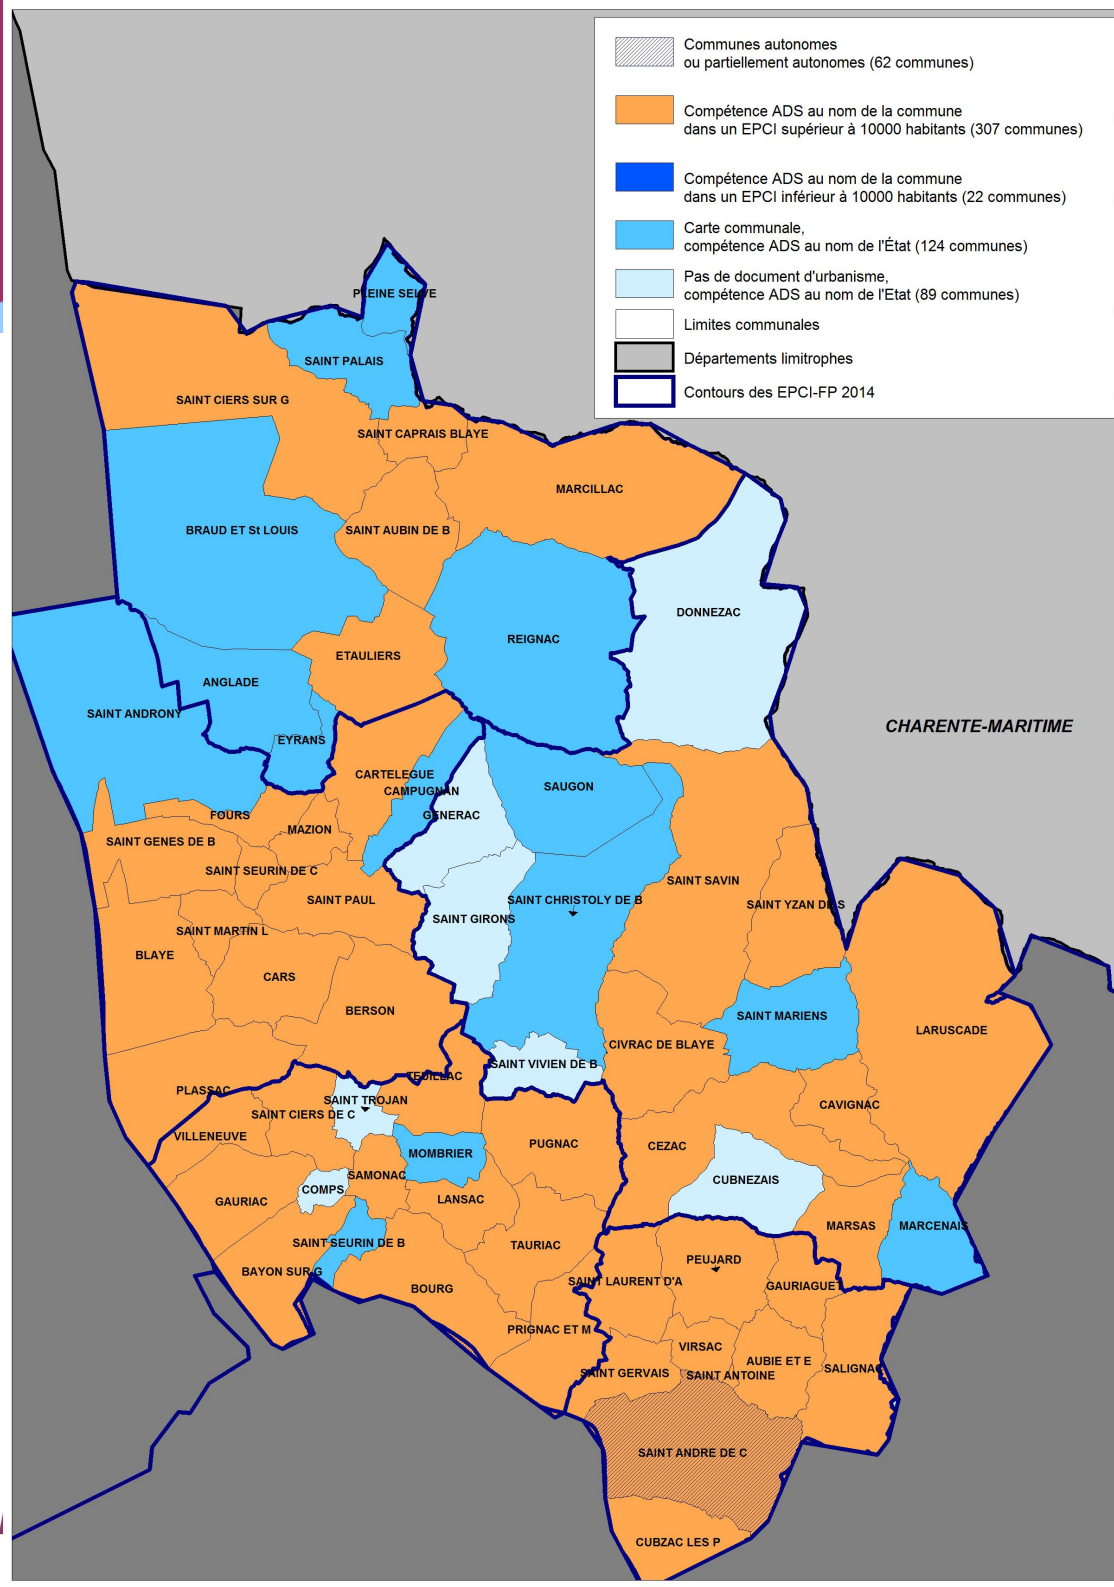 Communes autonomes
ou partiellement autonomes (62 communes)
Compétence ADS au nom de la commune
dans un EPCI supérieur à 10000 habitants (307 communes)
Compétence ADS au nom de la commune
dans un EPCI inférieur à 10000 habitants (22 communes)
Carte communale,
compétence ADS au nom de l'État (124 communes)
Pas de document d'urbanisme,
compétence ADS au nom de l'Etat (89 communes)
Limites communales
Départements limitrophes
Contours des EPCI-FP 2014
PLEINE SELVE
SAINT PALAIS
SAINT CIERS SUR G
SAINT CAPRAIS BLAYE
MARCILLAC
BRAUD ET St LOUIS
SAINT AUBIN DE B
DONNEZAC
REIGNAC
ETAULIERS
ANGLADE
SAINT ANDRONY
CHARENTE-MARITIME
EYRANS
CARTELEGUE
SAUGON
CAMPUGNAN
FOURS
GENERAC
MAZION
SAINT GENES DE B
SAINT SEURIN DE C
SAINT SAVIN
SAINT PAUL
SAINT CHRISTOLY DE B
SAINT YZAN DE S
SAINT GIRONS
SAINT MARTIN L
BLAYE
CARS
BERSON
SAINT MARIENS
LARUSCADE
CIVRAC DE BLAYE
SAINT VIVIEN DE B
TEUILLAC
PLASSAC
SAINT TROJAN
CAVIGNAC
SAINT CIERS DE C
VILLENEUVE
PUGNAC
CEZAC
MOMBRIER
SAMONAC
CUBNEZAIS
COMPS
GAURIAC
LANSAC
MARSAS
MARCENAIS
SAINT SEURIN DE B
TAURIAC
PEUJARD
BAYON SUR G
SAINT LAURENT D'A
GAURIAGUET
BOURG
PRIGNAC ET M
VIRSAC
AUBIE ET E
SALIGNAC
SAINT GERVAIS
SAINT ANTOINE
SAINT ANDRE DE C
CUBZAC LES P